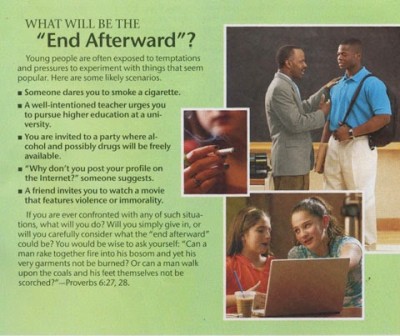 WHAT WILL BE THE
“End Afterward”?
Young people are often exposed to temptations
and pressures to experiment with things that seem
popular. Here are some likely scenarios.
■ Someone dares you to smoke a cigarette.
■ A well-intentioned teacher urges you
to pursue higher education at a uni-
versity.
■ You are invited to a party where al-
cohol and possibly drugs will be freely
available.
■ “Why don’t you post your profile on
the Internet?” someone suggests.
■ A friend invites you to watch a movie
that features violence or immorality.
If you are ever confronted with any of such situa-
tions, what will you do? Will you simply give in, or
will you carefully consider what the “end afterward”
could be? You would be wise to ask yourself: “Can a
man rake together fire into his bosom and yet his
very garments not be burned? Or can a man walk
upon the coals and his feet themselves not be
scorched?”—Proverbs 6:27, 28.